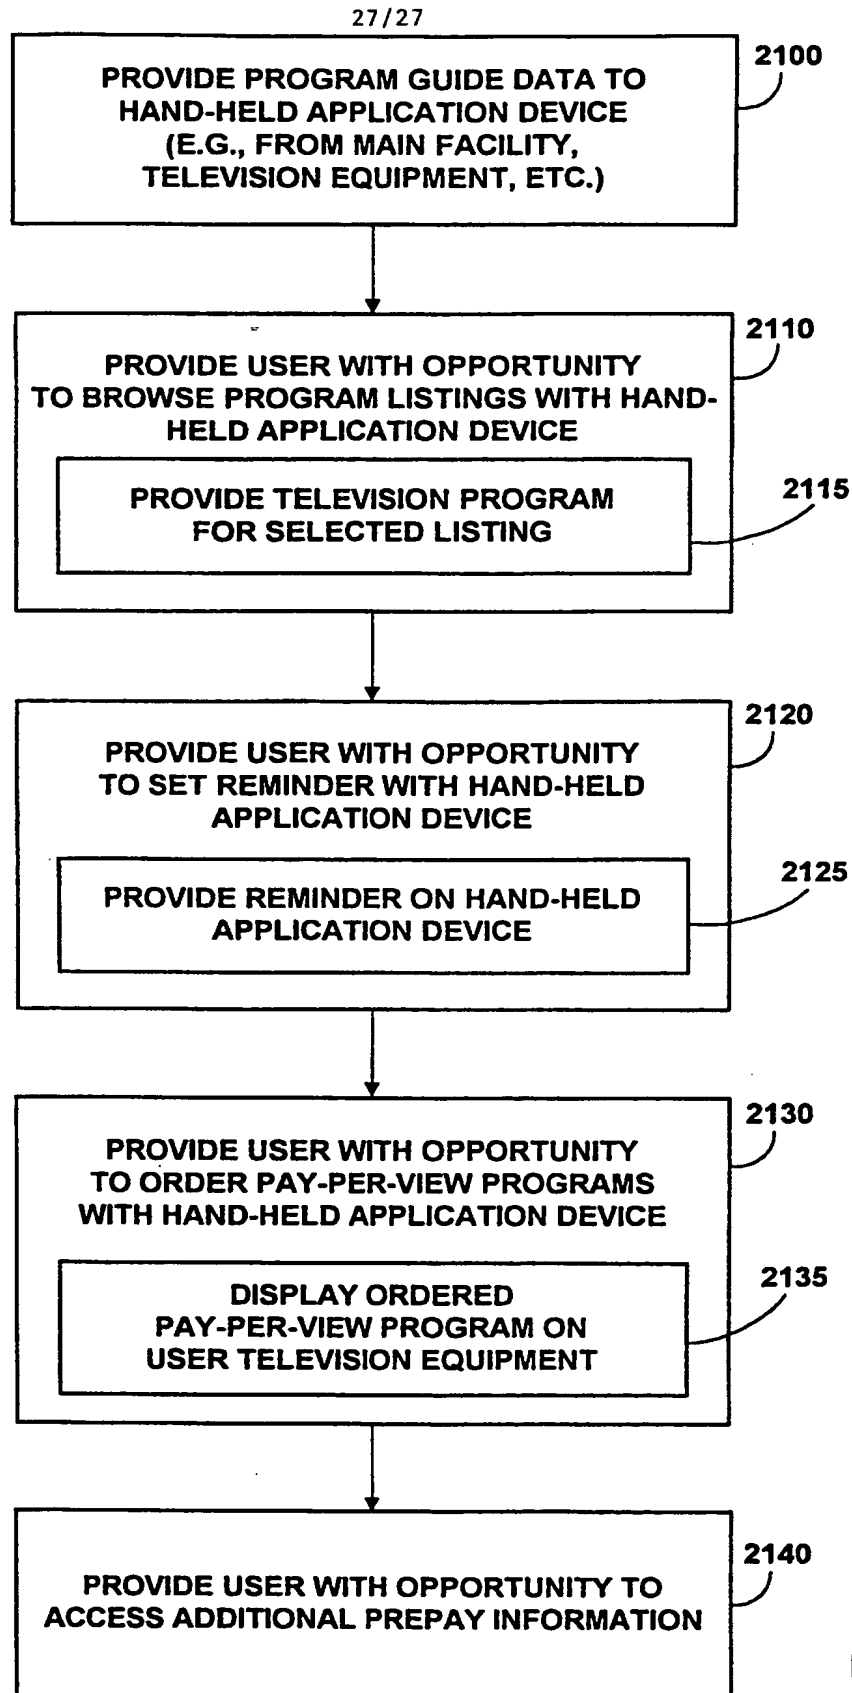 27/27
2100
PROVIDE PROGRAM GUIDE DATA TO
HAND-HELD APPLICATION DEVICE
(E.G., FROM MAIN FACILITY,
TELEVISION EQUIPMENT, ETC.)
2110
PROVIDE USER WITH OPPORTUNITY
TO BROWSE PROGRAM LISTINGS WITH HAND-
HELD APPLICATION DEVICE
2115
PROVIDE TELEVISION PROGRAM
FOR SELECTED LISTING
2120
PROVIDE USER WITH OPPORTUNITY
TO SET REMINDER WITH HAND-HELD
APPLICATION DEVICE
2125
PROVIDE REMINDER ON HAND-HELD
APPLICATION DEVICE
2130
PROVIDE USER WITH OPPORTUNITY
TO ORDER PAY-PER-VIEW PROGRAMS
WITH HAND-HELD APPLICATION DEVICE
2135
DISPLAY ORDERED
PAY-PER-VIEW PROGRAM ON
USER TELEVISION EQUIPMENT
2140
PROVIDE USER WITH OPPORTUNITY TO
ACCESS ADDITIONAL PREPAY INFORMATION